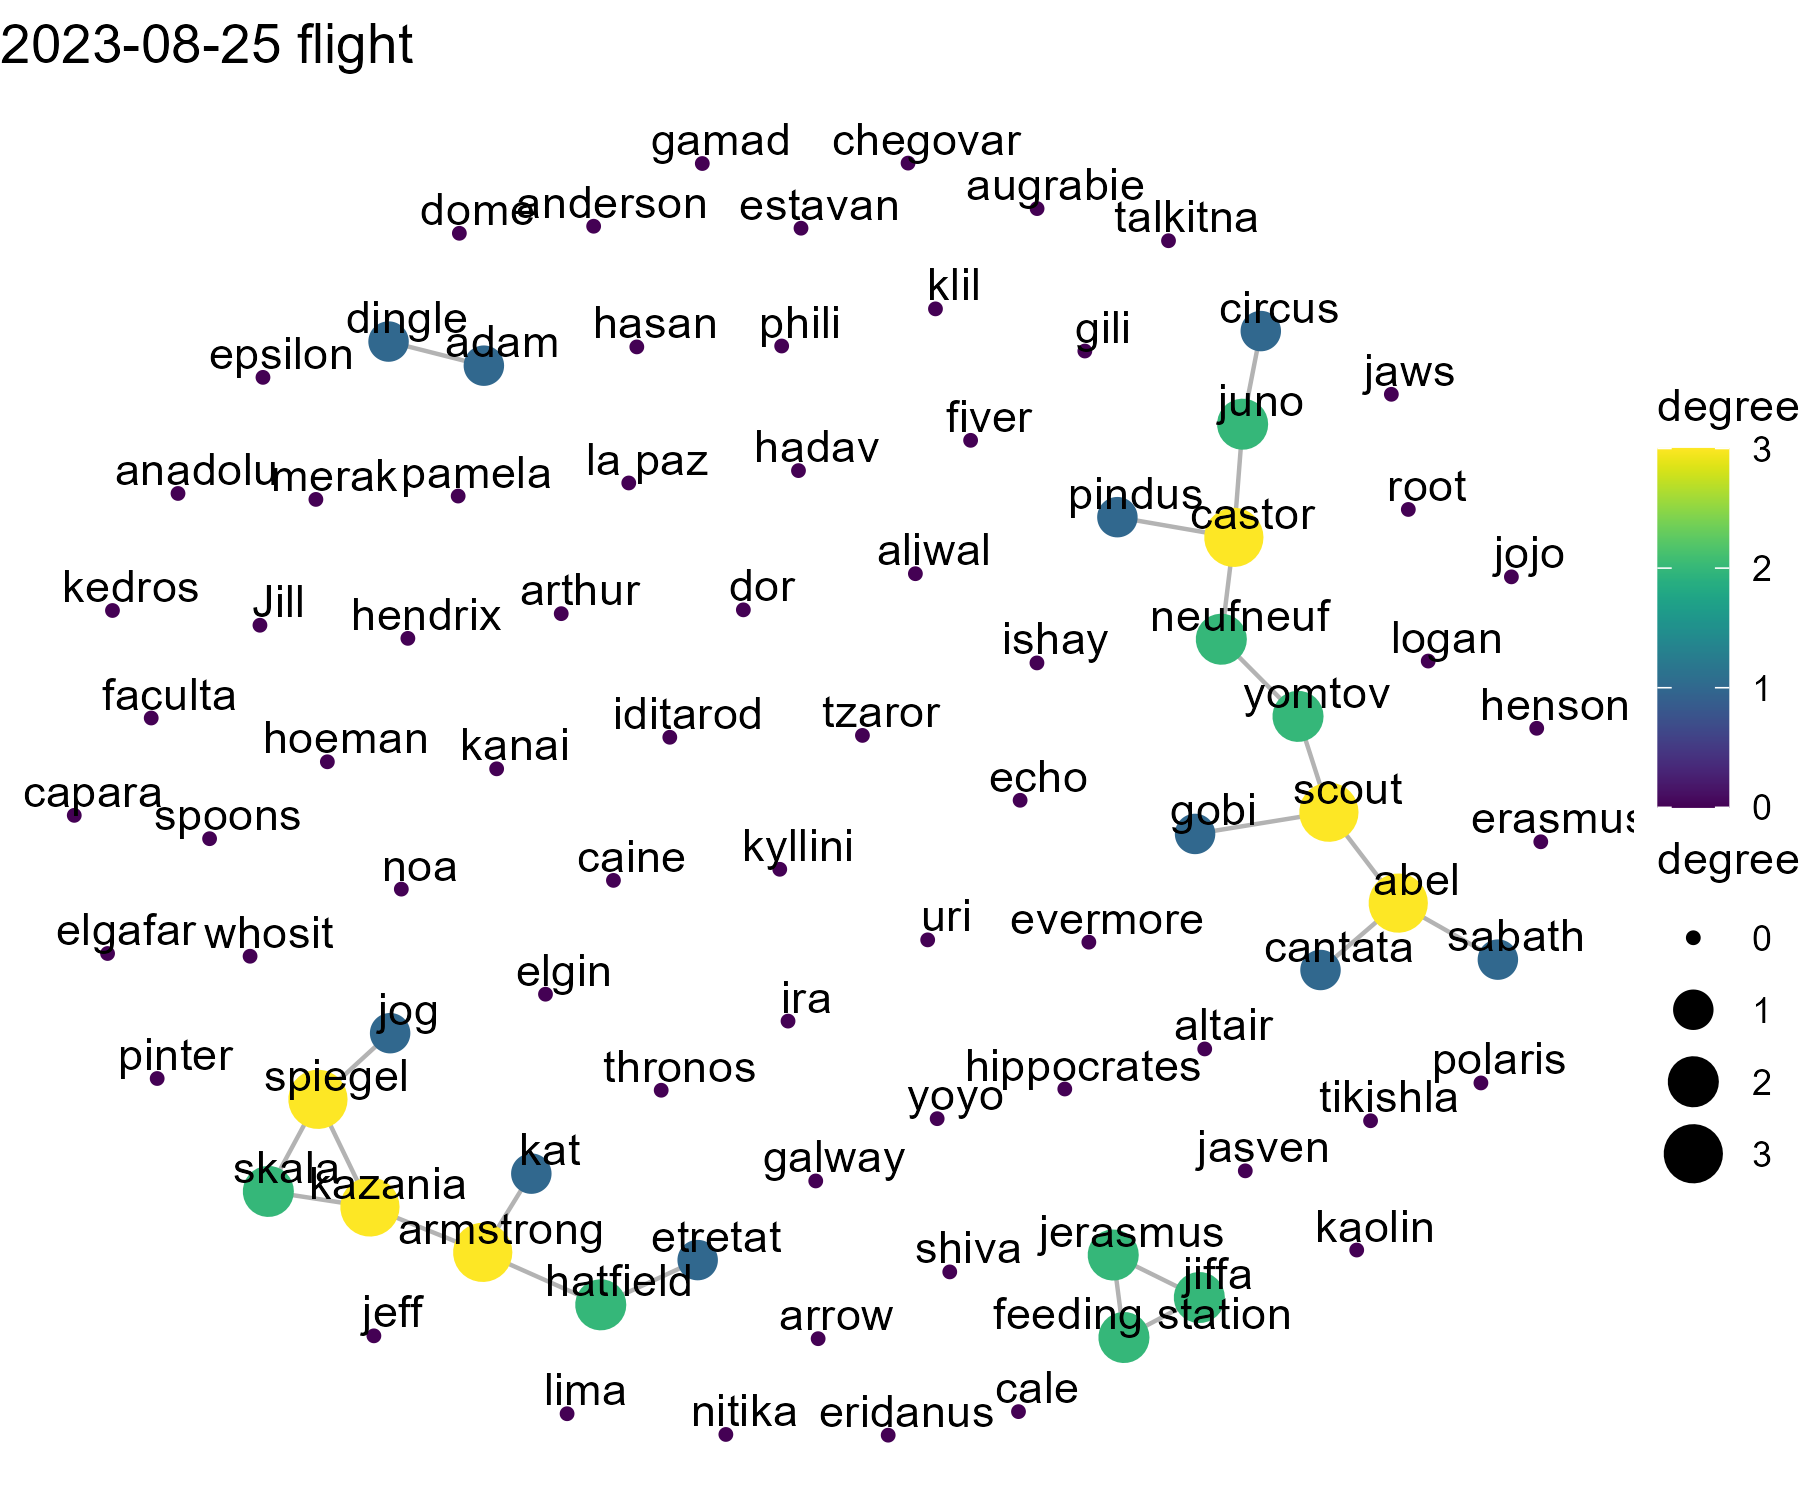 2023-08-25 flight
gamad
chegovar
augrabie
dome
anderson
estavan
talkitna
klil
circus
dingle
adam
hasan
phili
gili
epsilon
jaws
juno
fiver
anadolu
merak
pamela
la paz
hadav
pindus
castor
root
aliwal
jojo
kedros
Jill
hendrix
arthur
dor
neufneuf
ishay
logan
faculta
iditarod
tzaror
yomtov
henson
hoeman
kanai
echo
scout
capara
spoons
gobi
erasmus
noa
caine
kyllini
abel
elgafar
whosit
uri
evermore
cantata
sabath
elgin
jog
ira
altair
pinter
spiegel
thronos
hippocrates
polaris
yoyo
tikishla
skala
kazania
kat
galway
jasven
armstrong
etretat
shiva
jerasmus
kaolin
hatfield
jiffa
jeff
arrow
feeding station
lima
nitika
eridanus
cale
degree
3
2
1
0
degree
0
1
2
3